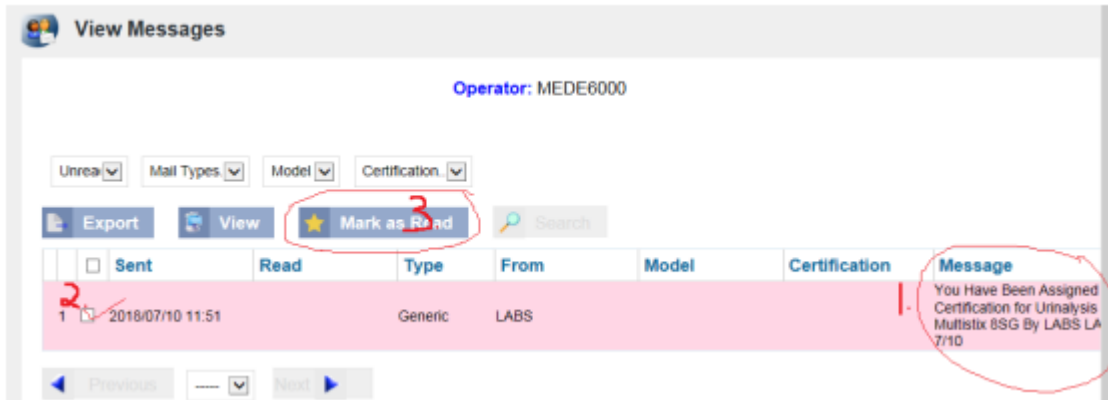 View Messages
Operator: MEDE6000
Unrea Mail Types. Model Certification..
Export View Mark as Read Search
3
Sent Read Type From Model Certification Message
2 1.
1 2018/07/10 11:51 Generic LABS You Have Been Assigned
Certification for Urinalysis
Multistix 8SG By LABS LA
7/10
Previous ----- Next